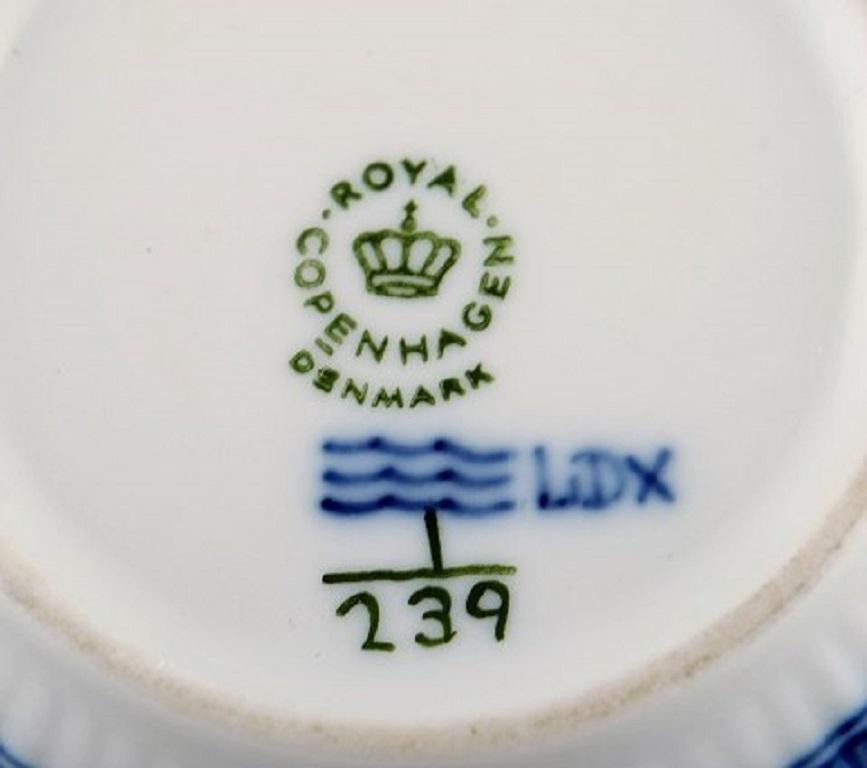 ROYAL
COPENHAGEN
DENMARK
LDX
1
239